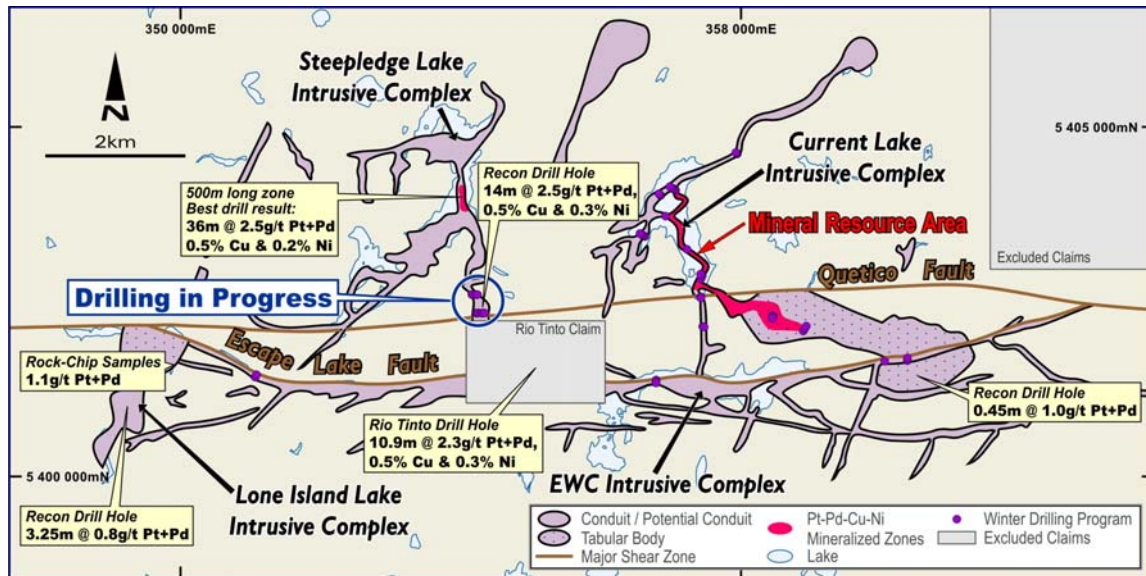 350 000mE
358 000mE
Steepledge Lake
Intrusive Complex
N
2km
5 405 000mN
Current Lake
Intrusive Complex
Recon Drill Hole
14m @ 2.5g/t Pt+Pd,
0.5% Cu & 0.3% Ni
500m long zone
Best drill result:
36m @ 2.5g/t Pt+Pd
0.5% Cu & 0.2% Ni
Mineral Resource Area
Excluded Claims
Quetico Fault
Drilling in Progress
Rio Tinto Claim
Escape Lake Fault
Rock-Chip Samples
1.1g/t Pt+Pd
Recon Drill Hole
0.45m @ 1.0g/t Pt+Pd
Rio Tinto Drill Hole
10.9m @ 2.3g/t Pt+Pd,
0.5% Cu & 0.3% Ni
5 400 000mN
Lone Island Lake
Intrusive Complex
EWC Intrusive Complex
Recon Drill Hole
3.25m @ 0.8g/t Pt+Pd
Conduit / Potential Conduit
Tabular Body
Major Shear Zone
Pt-Pd-Cu-Ni
Mineralized Zones
Lake
Winter Drilling Program
Excluded Claims